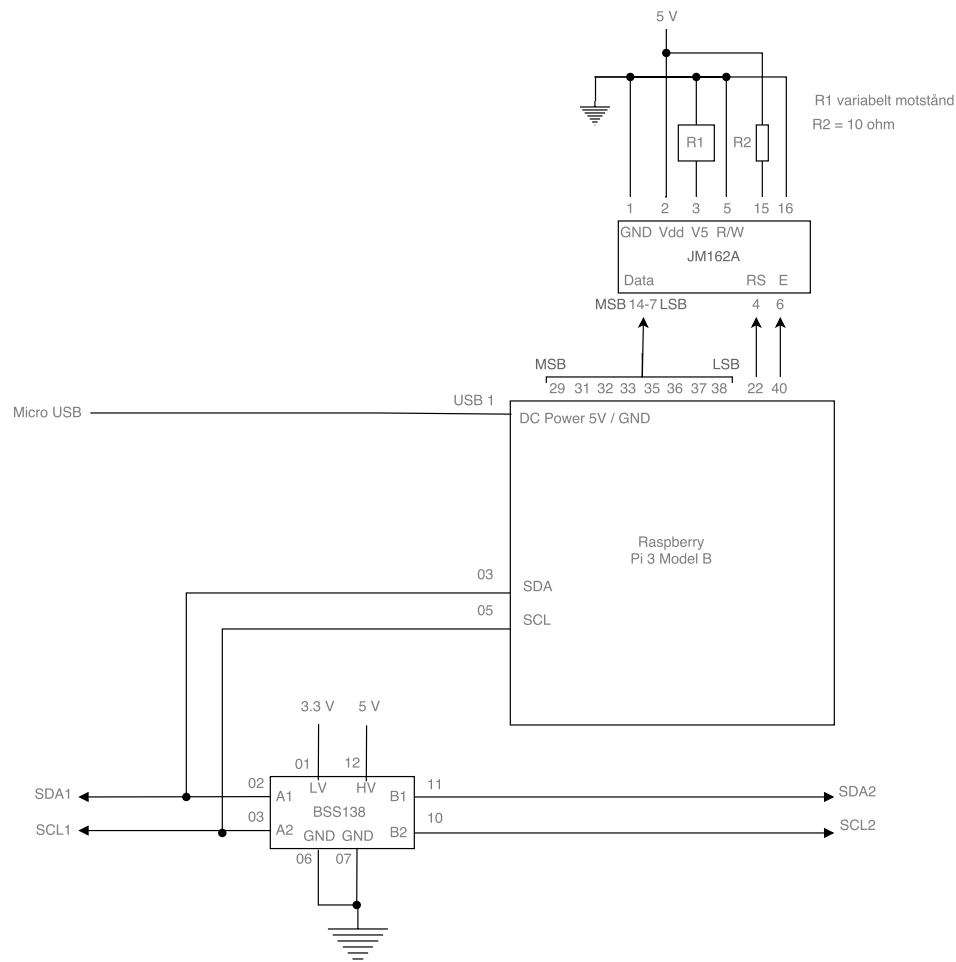 5 V
R1 variabelt motstånd
R2 = 10 ohm
R1 R2
1 2 3 5 15 16
GND Vdd V5 R/W
JM162A
Data RS E
MSB 14-7 LSB 4 6
MSB LSB
29 31 32 33 35 36 37 38 22 40
USB 1
Micro USB
DC Power 5V / GND
Raspberry
Pi 3 Model B
03
SDA
05
SCL
3.3 V 5 V
01 12
02 LV HV 11
SDA1 A1 B1 SDA2
BSS138
03 10
SCL1 A2 GND GND B2 SCL2
06 07